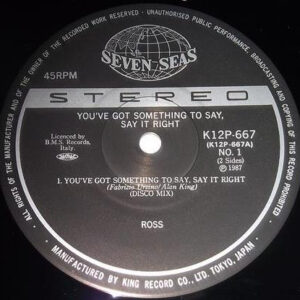 ALL RIGHTS OF THE MANUFACTURER AND OF THE OWNER OF THE RECORDED WORK RESERVED - UNAUTHORISED PUBLIC PERFORMANCE, BROADCASTING AND COPYING OF THIS RECORD PROHIBITED
SEVEN SEAS
45RPM
STEREO
YOU'VE GOT SOMETHING TO SAY,
SAY IT RIGHT
Licenced by
B.M.S. Records,
Italy.
K12P-667
(K12P-667A)
NO. 1
(2 Sides)
Ⓟ1987
1. YOU'VE GOT SOMETHING TO SAY, SAY IT RIGHT
(Fabrizio Ursino/Alan King)
(DISCO MIX)
ROSS
MANUFACTURED BY KING RECORD CO., LTD. TOKYO, JAPAN